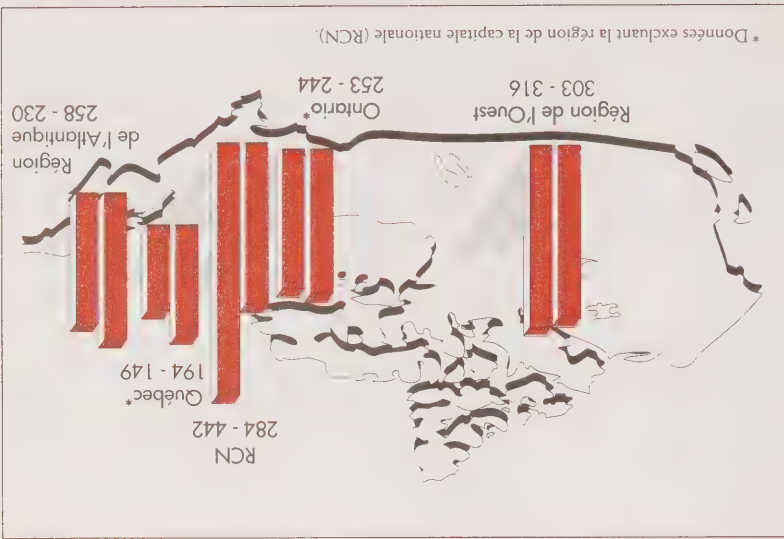 RCN
284 - 442
Québec*
194 - 149
Région de l'Ouest
303 - 316
Ontario*
253 - 244
Région
de l'Atlantique
258 - 230
* Données excluant la région de la capitale nationale (RCN).